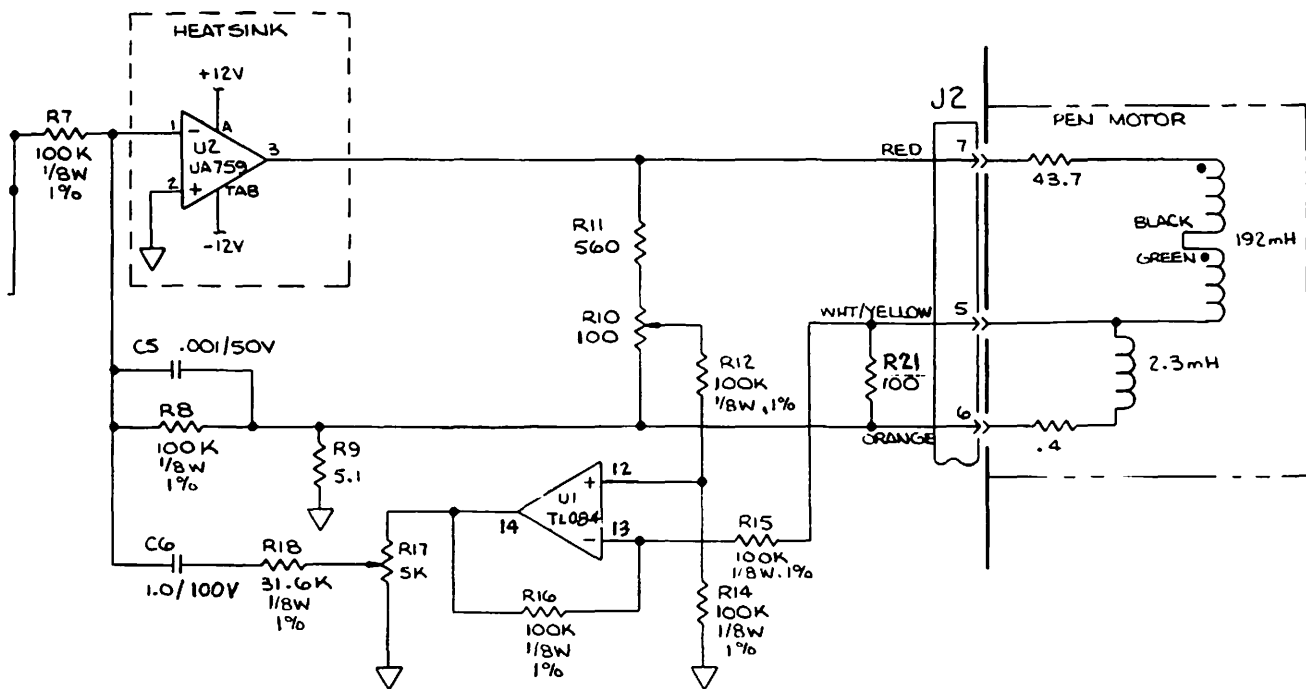 HEATSINK
+12V
R7
100K
1/8W
1%
1
-
A
U2
UA759
3
2
+
TAB
-12V
J2
PEN MOTOR
RED
7
43.7
R11
560
BLACK
GREEN
192mH
R10
100
WHT/YELLOW
5
C5 .001/50V
R12
100K
1/8W, 1%
R21
100
2.3mH
R8
100K
1/8W
1%
R9
5.1
6
ORANGE
.4
12
+
U1
TL084
14
13
-
R15
100K
1/8W. 1%
C6
1.0/100V
R18
31.6K
1/8W
1%
R17
5K
R16
100K
1/8W
1%
R14
100K
1/8W
1%